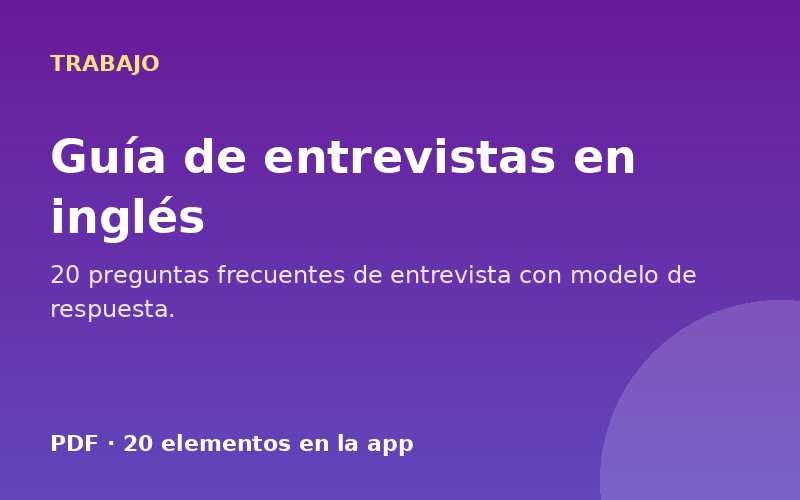 TRABAJO
Guía de entrevistas en
inglés
20 preguntas frecuentes de entrevista con modelo de
respuesta.
PDF · 20 elementos en la app